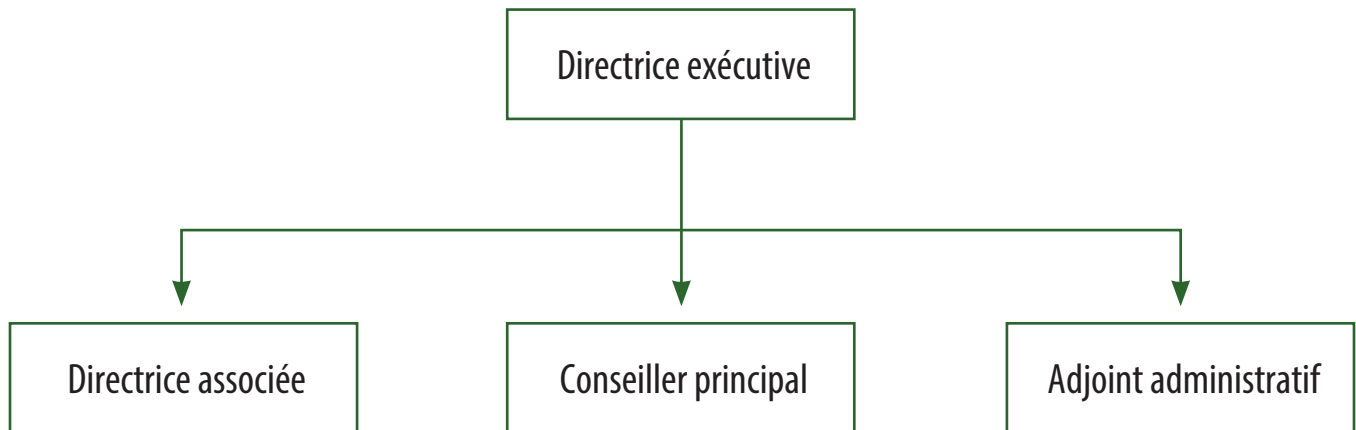 Directrice exécutive
Directrice associée
Conseiller principal
Adjoint administratif